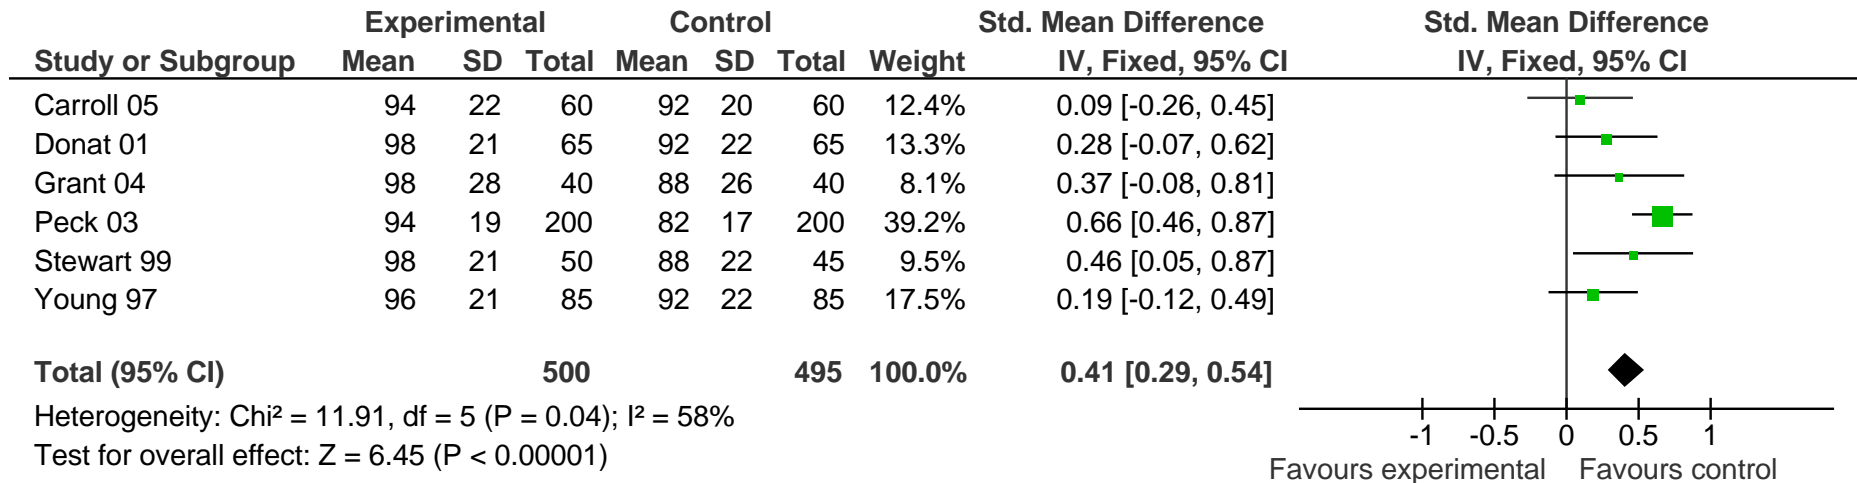 Experimental Control Std. Mean Difference Std. Mean Difference
Study or Subgroup Mean SD Total Mean SD Total Weight IV, Fixed, 95% CI IV, Fixed, 95% CI
Carroll 05 94 22 60 92 20 60 12.4% 0.09 [-0.26, 0.45]
Donat 01 98 21 65 92 22 65 13.3% 0.28 [-0.07, 0.62]
Grant 04 98 28 40 88 26 40 8.1% 0.37 [-0.08, 0.81]
Peck 03 94 19 200 82 17 200 39.2% 0.66 [0.46, 0.87]
Stewart 99 98 21 50 88 22 45 9.5% 0.46 [0.05, 0.87]
Young 97 96 21 85 92 22 85 17.5% 0.19 [-0.12, 0.49]
Total (95% CI) 500 495 100.0% 0.41 [0.29, 0.54]
Heterogeneity: Chi² = 11.91, df = 5 (P = 0.04); I² = 58%
Test for overall effect: Z = 6.45 (P < 0.00001)
-1 -0.5 0 0.5 1
Favours experimental Favours control